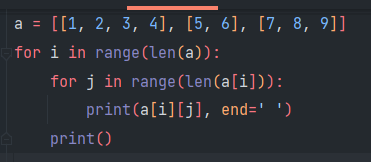 a = [[1, 2, 3, 4], [5, 6], [7, 8, 9]]
for i in range(len(a)):
    for j in range(len(a[i])):
        print(a[i][j], end=' ')
    print()